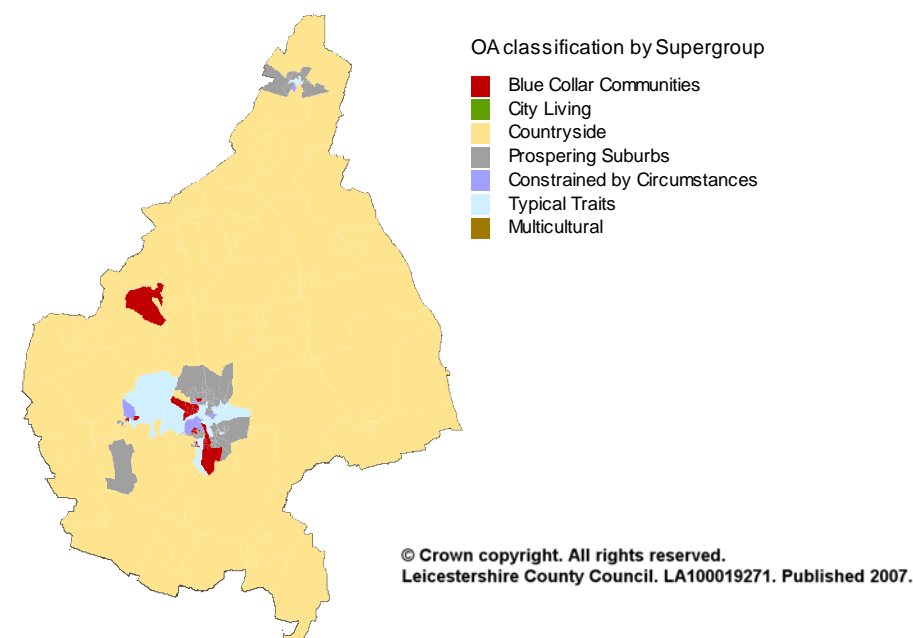 OA classification by Supergroup
Blue Collar Communities
City Living
Countryside
Prospering Suburbs
Constrained by Circumstances
Typical Traits
Multicultural
© Crown copyright. All rights reserved.
Leicestershire County Council. LA100019271. Published 2007.